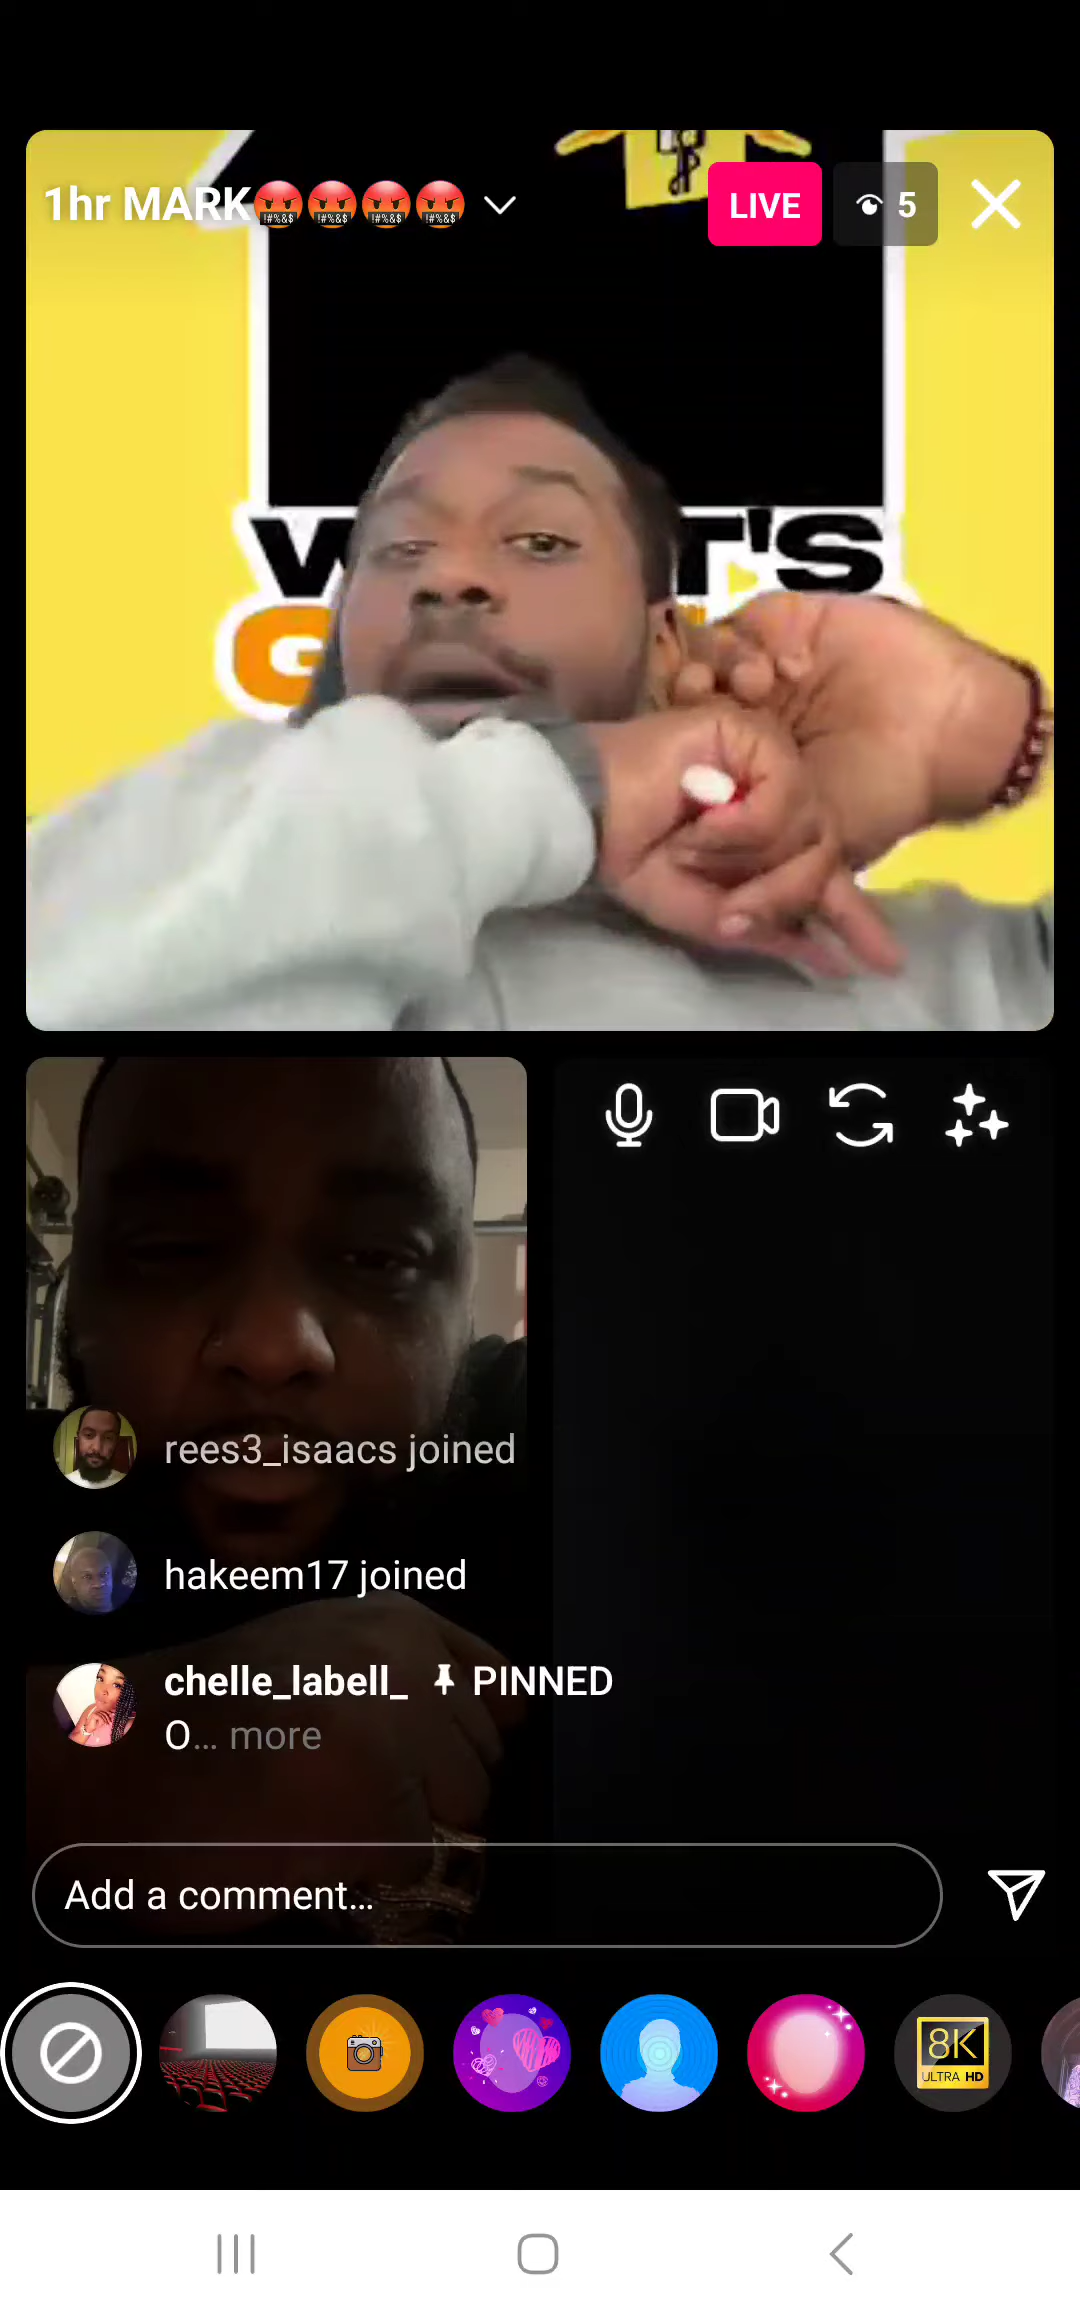 1hr MARK🤬🤬🤬🤬
LIVE
5
T'S
G
rees3_isaacs joined
hakeem17 joined
chelle_labell_ PINNED
O... more
Add a comment...
8K
ULTRA HD